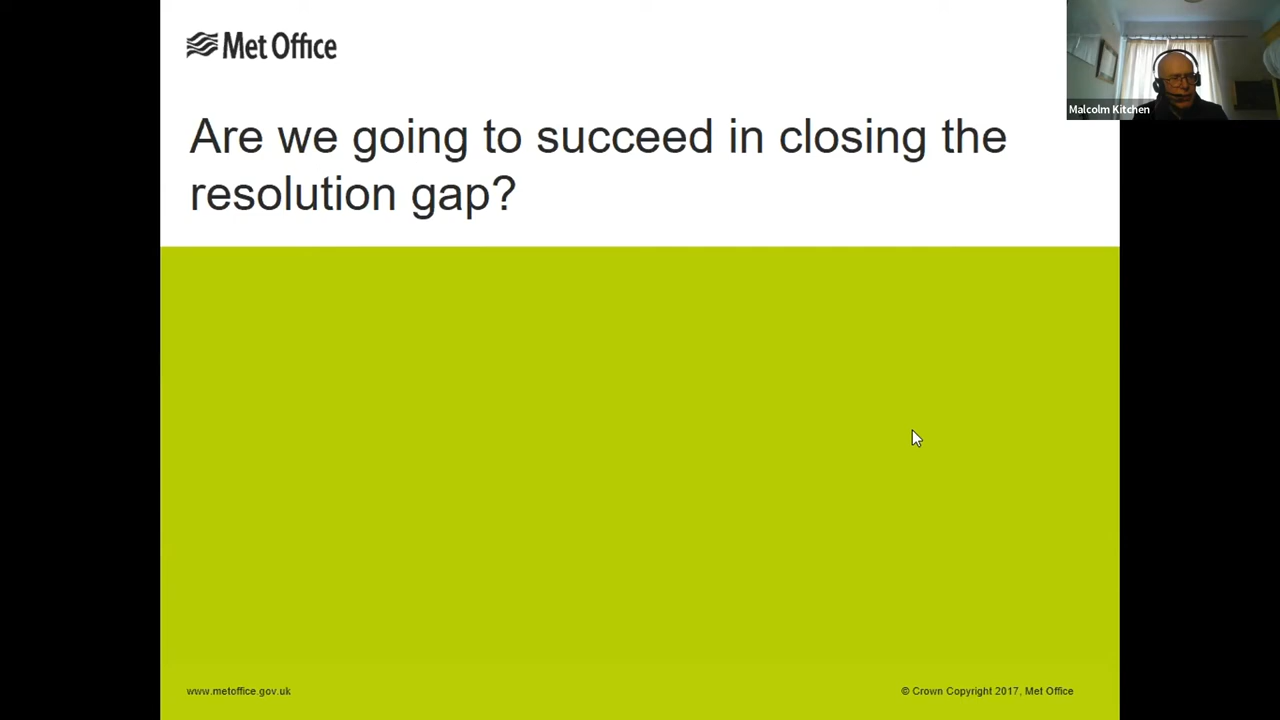 Met Office
Malcolm Kitchen
Are we going to succeed in closing the
resolution gap?
www.metoffice.gov.uk
© Crown Copyright 2017, Met Office